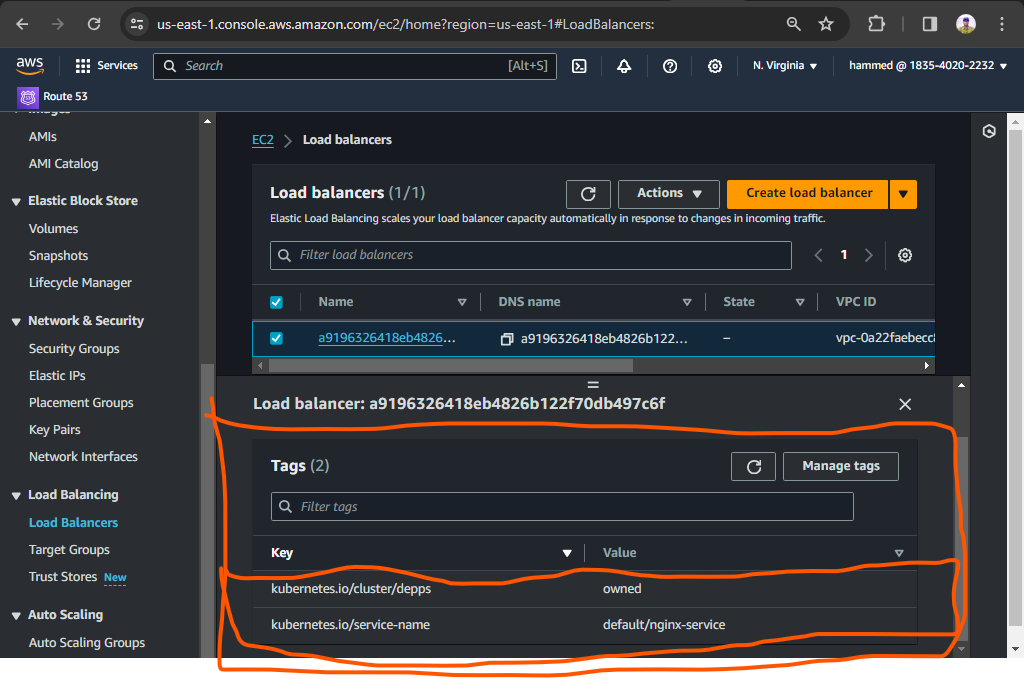 us-east-1.console.aws.amazon.com/ec2/home?region=us-east-1#LoadBalancers:
aws Services Search [Alt+S] N. Virginia hammed @ 1835-4020-2232
Route 53
Images
AMIs
AMI Catalog
Elastic Block Store
Volumes
Snapshots
Lifecycle Manager
Network & Security
Security Groups
Elastic IPs
Placement Groups
Key Pairs
Network Interfaces
Load Balancing
Load Balancers
Target Groups
Trust Stores New
Auto Scaling
Auto Scaling Groups
EC2 Load balancers
Load balancers (1/1) Actions Create load balancer
Elastic Load Balancing scales your load balancer capacity automatically in response to changes in incoming traffic.
Filter load balancers 1
Name DNS name State VPC ID
a9196326418eb4826... a9196326418eb4826b122... – vpc-0a22faebecc
Load balancer: a9196326418eb4826b122f70db497c6f
Tags (2) Manage tags
Filter tags
Key Value
kubernetes.io/cluster/depps owned
kubernetes.io/service-name default/nginx-service